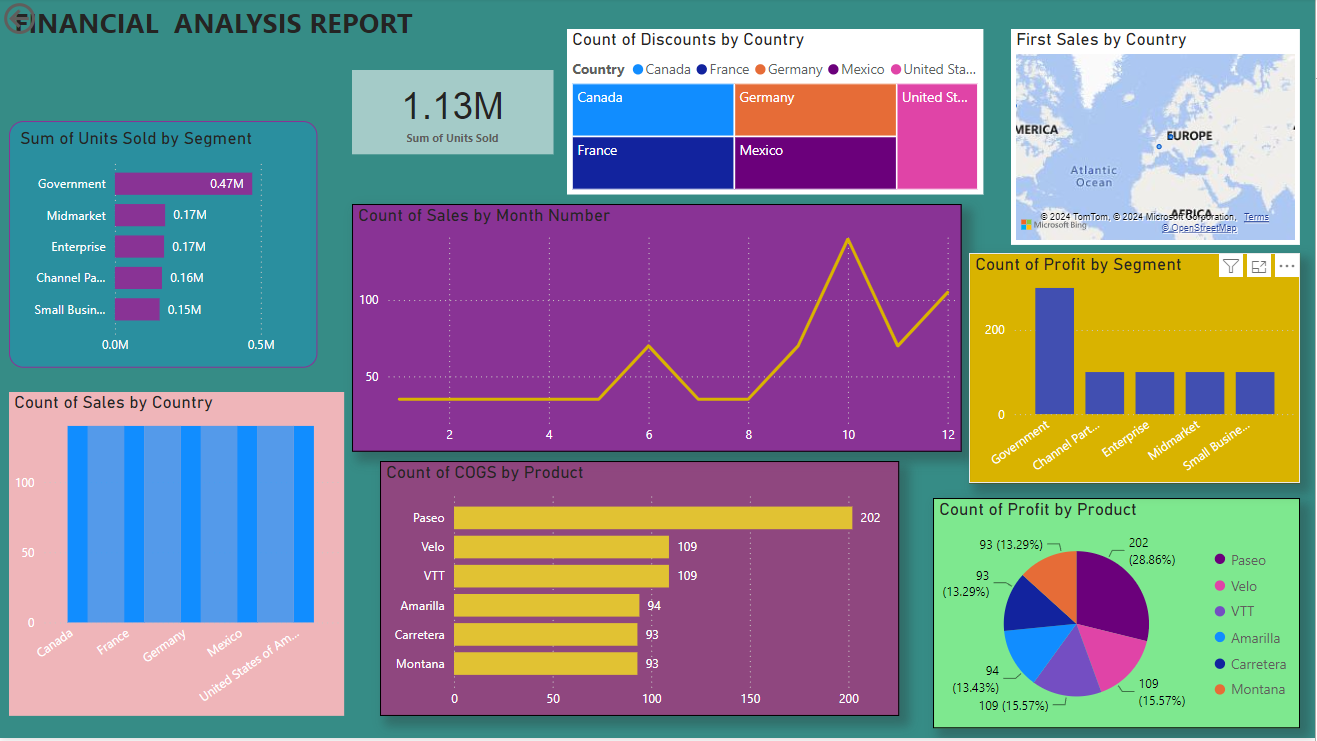 FINANCIAL ANALYSIS REPORT
1.13M
Sum of Units Sold
Count of Discounts by Country
Country Canada France Germany Mexico United Sta...
Canada
Germany
United St...
France
Mexico
First Sales by Country
MERICA
EUROPE
Atlantic
Ocean
AFRICA
© 2024 TomTom, © 2024 Microsoft Corporation, Terms
Microsoft Bing
© OpenStreetMap
Sum of Units Sold by Segment
Government 0.47M
Midmarket 0.17M
Enterprise 0.17M
Channel Pa... 0.16M
Small Busin... 0.15M
0.0M 0.5M
Count of Sales by Month Number
100
50
2 4 6 8 10 12
Count of Profit by Segment
200
0
Government
Channel Part...
Enterprise
Midmarket
Small Busine...
Count of Sales by Country
100
50
0
Canada
France
Germany
Mexico
United States of Am...
Count of COGS by Product
Paseo 202
Velo 109
VTT 109
Amarilla 94
Carretera 93
Montana 93
0 50 100 150 200
Count of Profit by Product
202
(28.86%)
109
(15.57%)
109 (15.57%)
94
(13.43%)
93
(13.29%)
93 (13.29%)
Paseo
Velo
VTT
Amarilla
Carretera
Montana